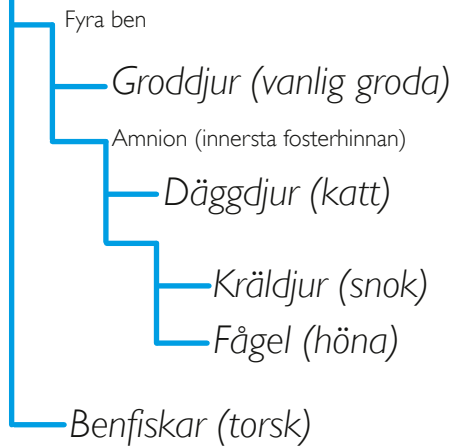 Fyra ben
Groddjur (vanlig groda)
Amnion (innersta fosterhinnan)
Däggdjur (katt)
Kräldjur (snok)
Fågel (höna)
Benfiskar (torsk)